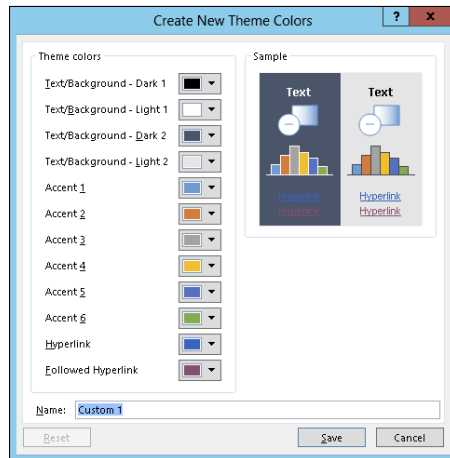 Create New Theme Colors
? x
Theme colors
Sample
Text/Background - Dark 1
Text/Background - Light 1
Text/Background - Dark 2
Text/Background - Light 2
Accent 1
Accent 2
Accent 3
Accent 4
Accent 5
Accent 6
Hyperlink
Followed Hyperlink
Text Text
Hyperlink Hyperlink
Hyperlink Hyperlink
Name: Custom 1
Reset Save Cancel